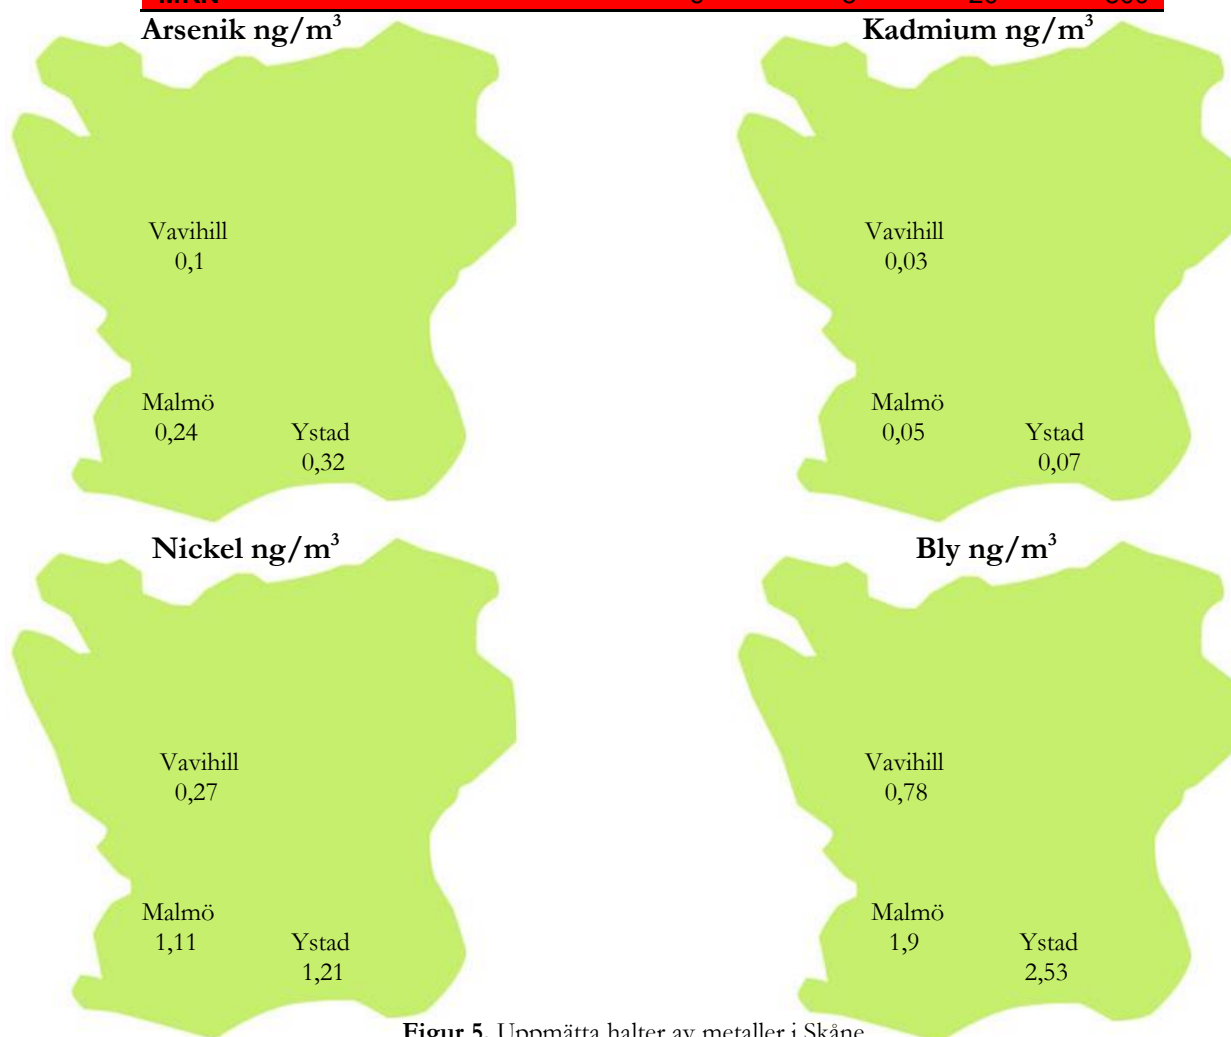 Arsenik ng/m³
Kadmium ng/m³
Vavihill
0,1
Vavihill
0,03
Malmö
0,24
Ystad
0,32
Malmö
0,05
Ystad
0,07
Nickel ng/m³
Bly ng/m³
Vavihill
0,27
Vavihill
0,78
Malmö
1,11
Ystad
1,21
Malmö
1,9
Ystad
2,53
Figur 5. Uppmätta halter av metaller i Skåne